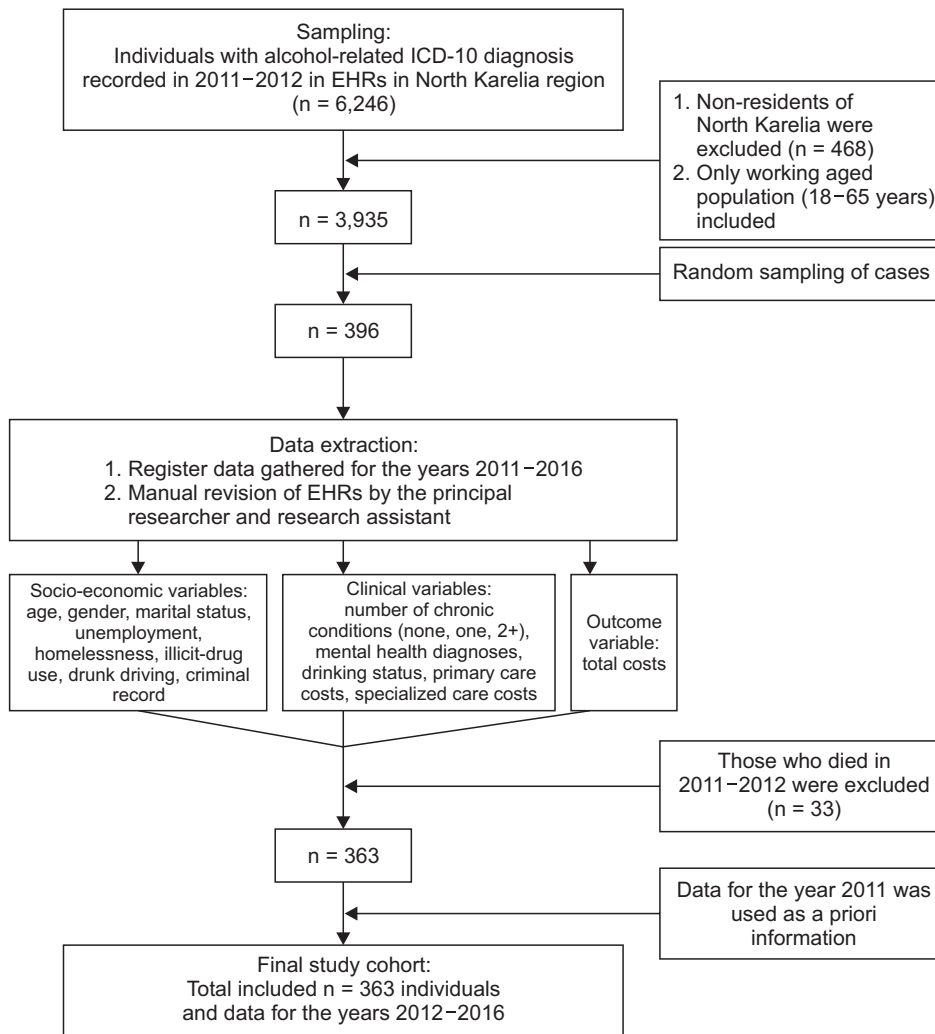 Sampling:
Individuals with alcohol-related ICD-10 diagnosis
recorded in 2011−2012 in EHRs in North Karelia region
(n = 6,246)
1. Non-residents of
North Karelia were
excluded (n = 468)
2. Only working aged
population (18−65 years)
included
n = 3,935
Random sampling of cases
n = 396
Data extraction:
1. Register data gathered for the years 2011−2016
2. Manual revision of EHRs by the principal
researcher and research assistant
Socio-economic variables:
age, gender, marital status,
unemployment,
homelessness, illicit-drug
use, drunk driving, criminal
record
Clinical variables:
number of chronic
conditions (none, one, 2+),
mental health diagnoses,
drinking status, primary care
costs, specialized care costs
Outcome
variable:
total costs
Those who died in
2011−2012 were excluded
(n = 33)
n = 363
Data for the year 2011 was
used as a priori
information
Final study cohort:
Total included n = 363 individuals
and data for the years 2012−2016